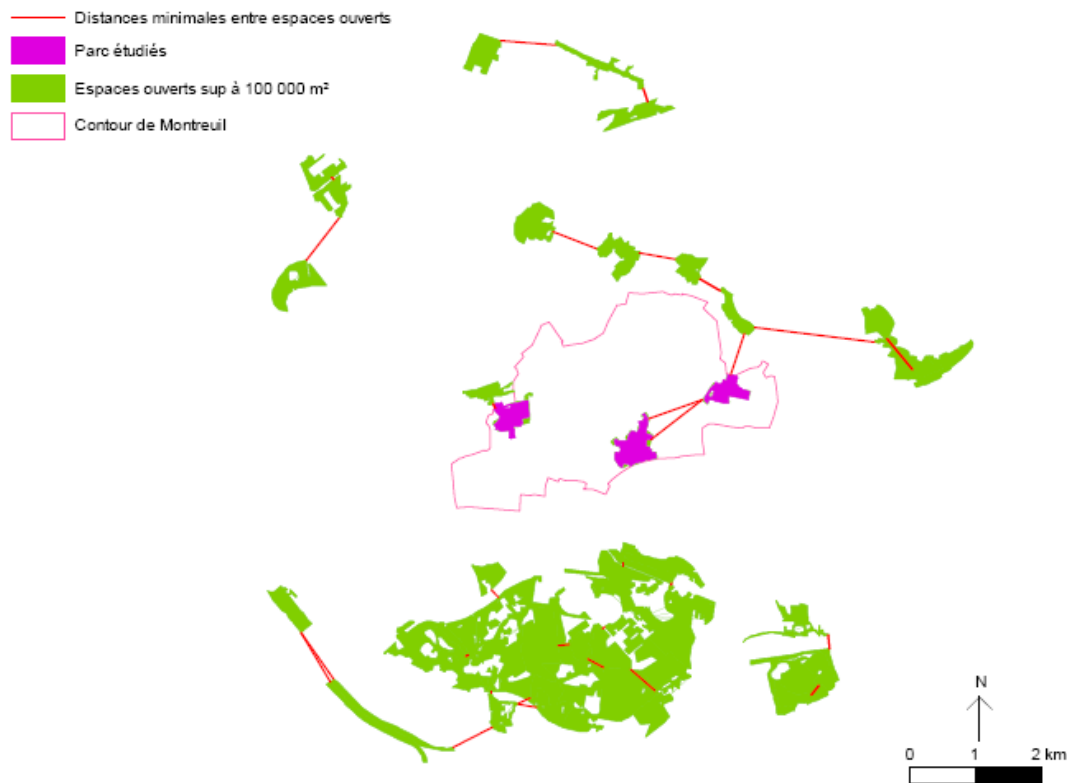 Distances minimales entre espaces ouverts
Parc étudiés
Espaces ouverts sup à 100 000 m²
Contour de Montreuil
N
0 1 2 km